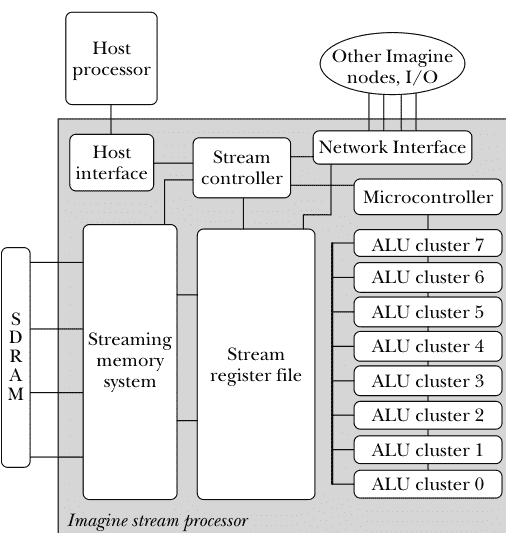 Host
processor
Other Imagine
nodes, I/O
Host
interface
Stream
controller
Network Interface
Microcontroller
SDRAM
Streaming
memory
system
Stream
register file
ALU cluster 7
ALU cluster 6
ALU cluster 5
ALU cluster 4
ALU cluster 3
ALU cluster 2
ALU cluster 1
ALU cluster 0
Imagine stream processor